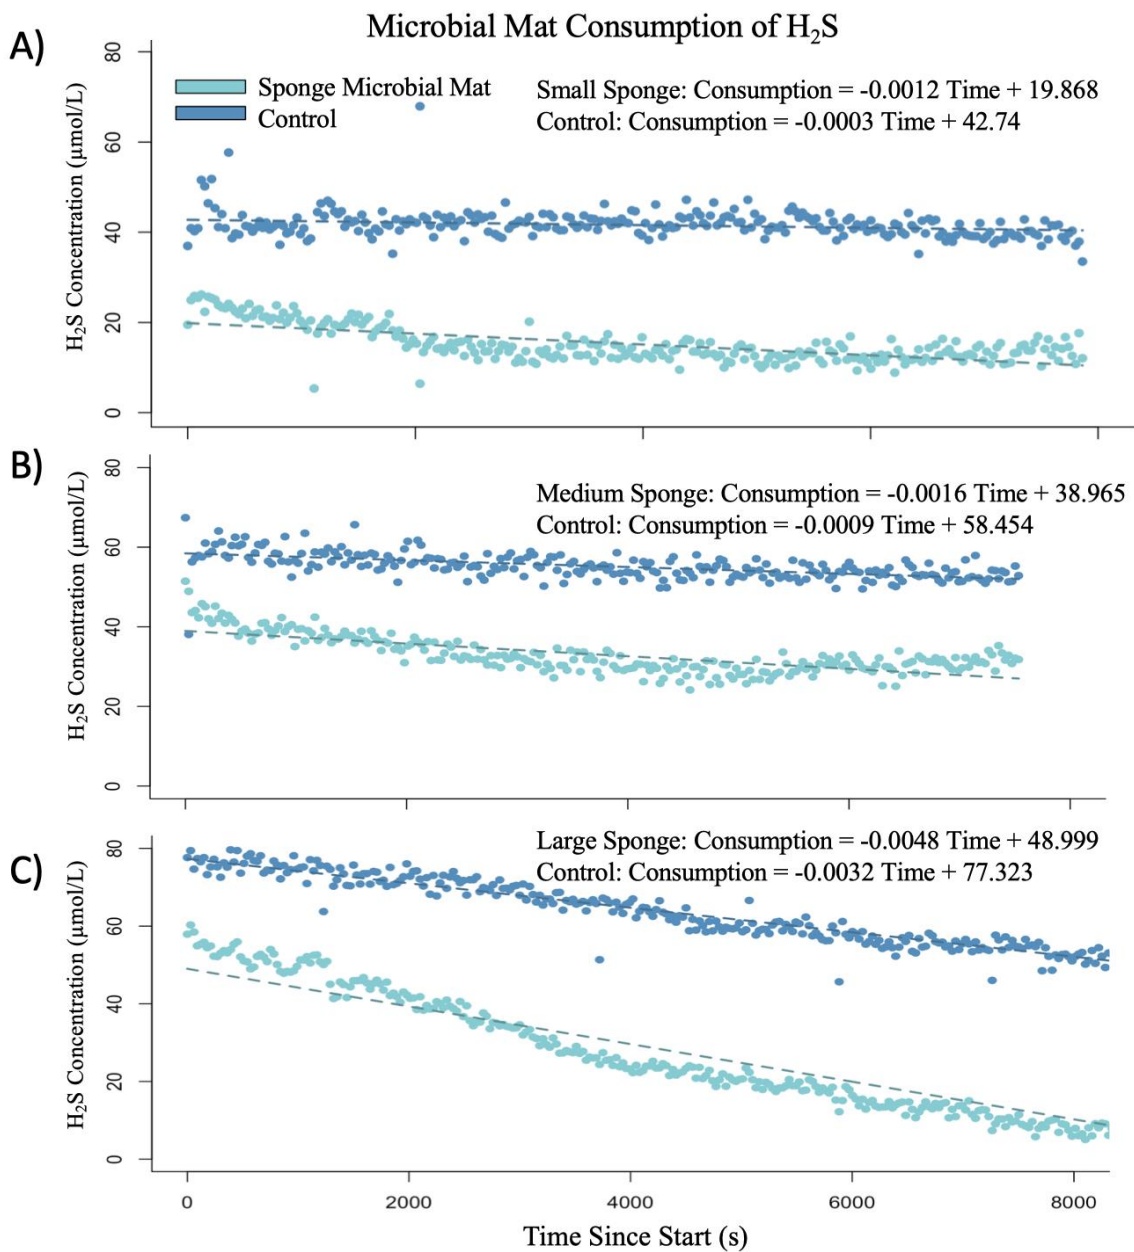 Microbial Mat Consumption of H₂S
A)
80
60
40
20
0
H₂S Concentration (μmol/L)
Sponge Microbial Mat
Control
Small Sponge: Consumption = -0.0012 Time + 19.868
Control: Consumption = -0.0003 Time + 42.74
B)
80
60
40
20
0
H₂S Concentration (μmol/L)
Medium Sponge: Consumption = -0.0016 Time + 38.965
Control: Consumption = -0.0009 Time + 58.454
C)
80
60
40
20
0
H₂S Concentration (μmol/L)
Large Sponge: Consumption = -0.0048 Time + 48.999
Control: Consumption = -0.0032 Time + 77.323
0 2000 4000 6000 8000
Time Since Start (s)